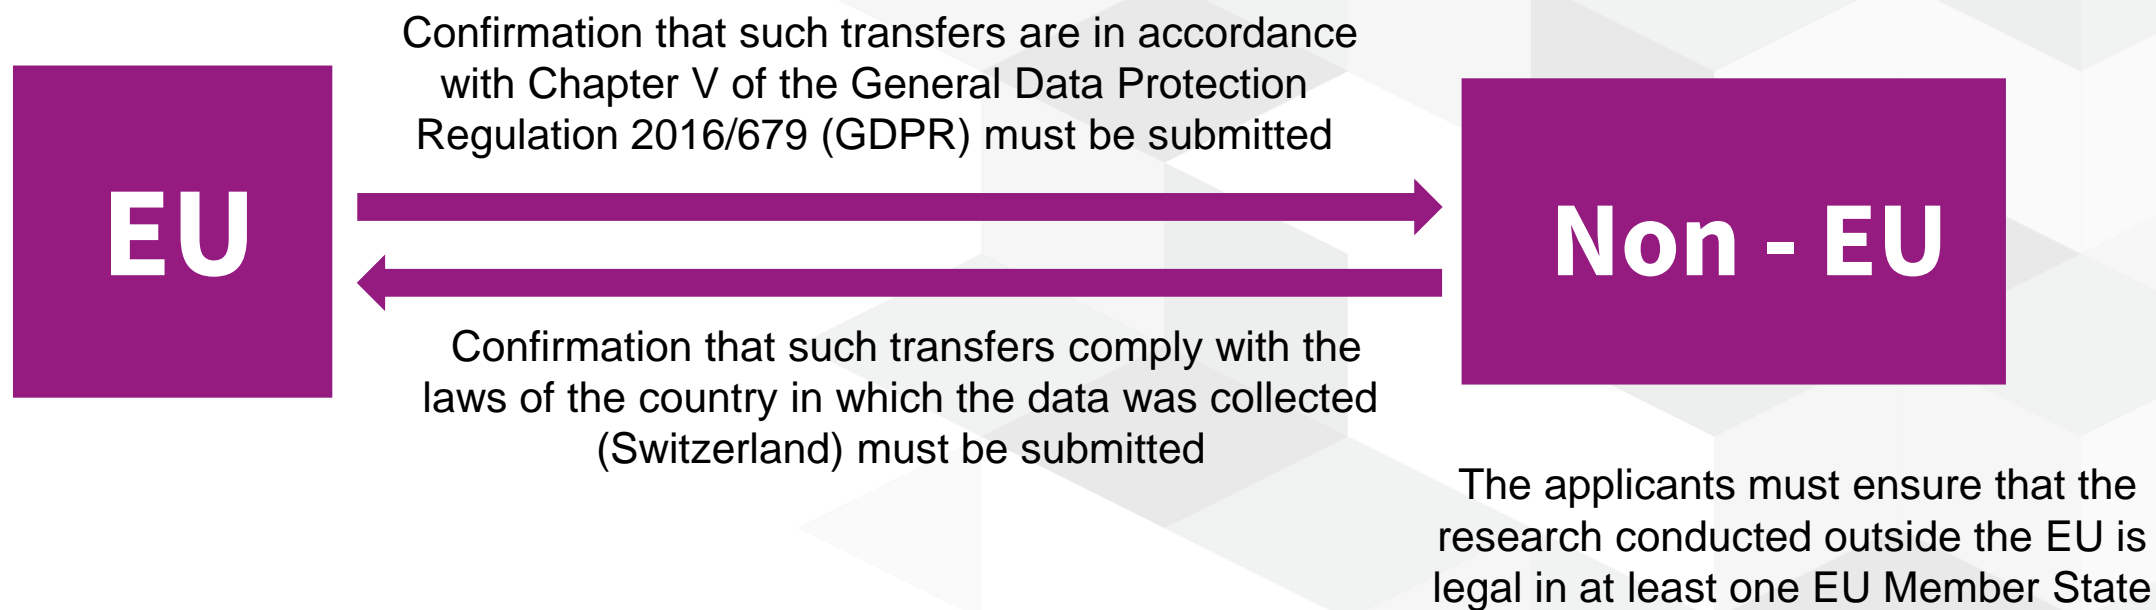 Confirmation that such transfers are in accordance
with Chapter V of the General Data Protection
Regulation 2016/679 (GDPR) must be submitted
EU
Non - EU
Confirmation that such transfers comply with the
laws of the country in which the data was collected
(Switzerland) must be submitted
The applicants must ensure that the
research conducted outside the EU is
legal in at least one EU Member State